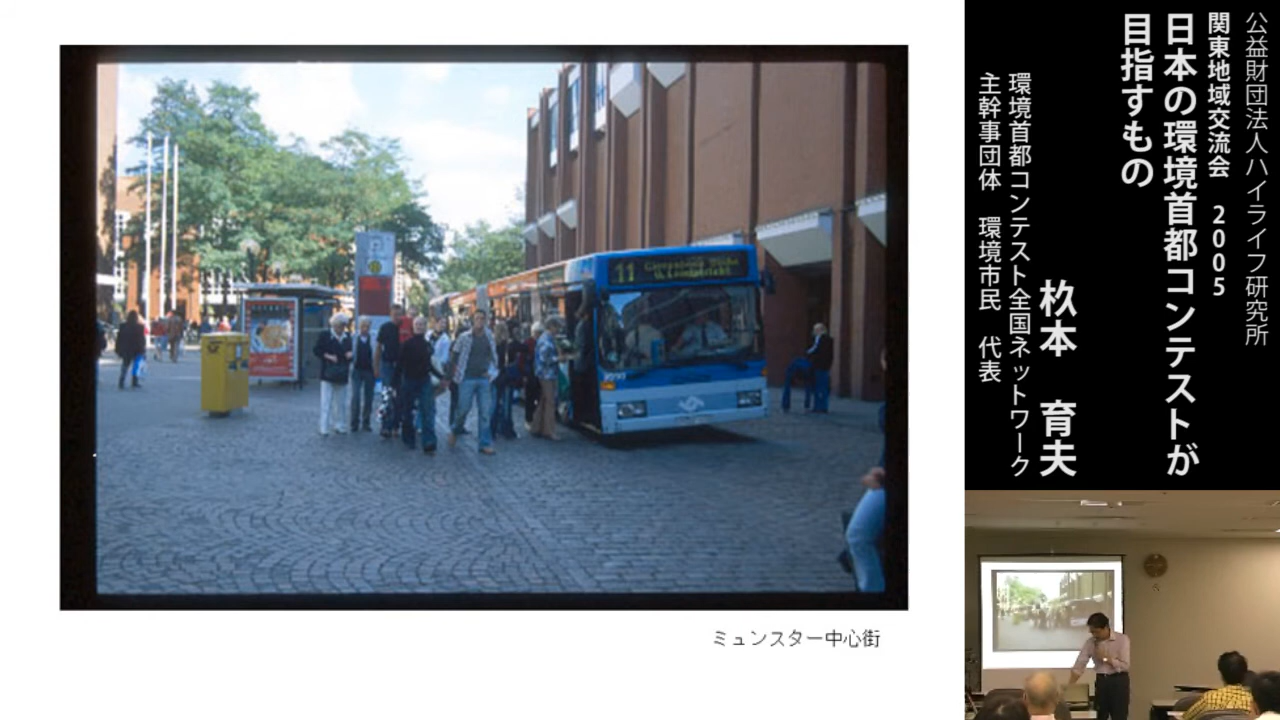 公益財団法人ハイライフ研究所
関東地域交流会 2005
日本の環境首都コンテストが
目指すもの
杦本 育夫
環境首都コンテスト全国ネットワーク
主幹事団体 環境市民 代表
11
ミュンスター中心街